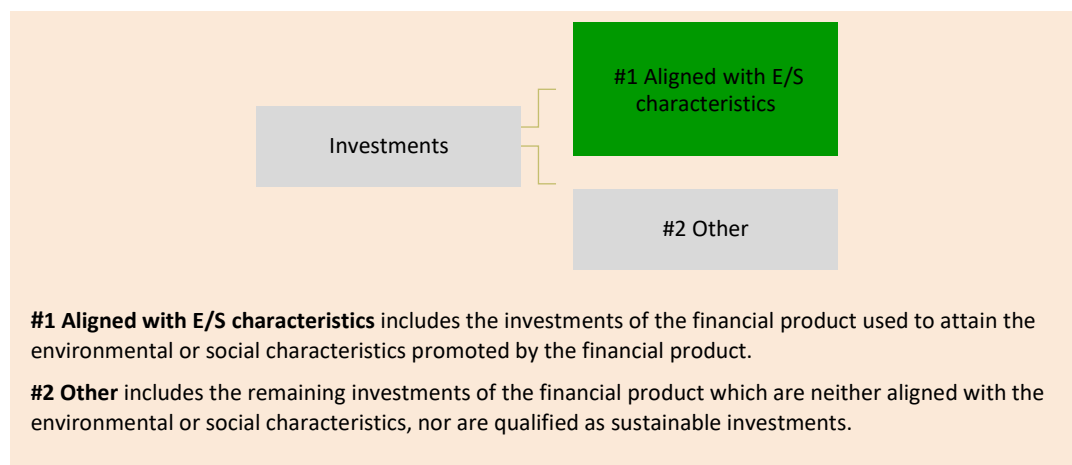 #1 Aligned with E/S
characteristics
Investments
#2 Other
#1 Aligned with E/S characteristics includes the investments of the financial product used to attain the
environmental or social characteristics promoted by the financial product.
#2 Other includes the remaining investments of the financial product which are neither aligned with the
environmental or social characteristics, nor are qualified as sustainable investments.